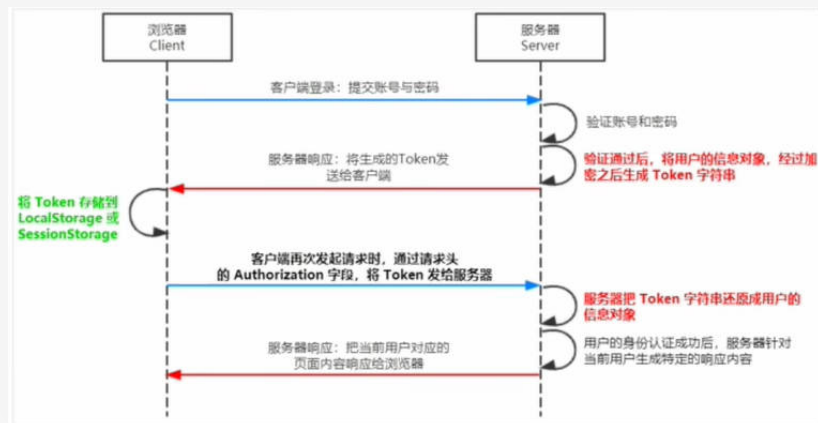 浏览器
Client
服务器
Server
客户端登录：提交账号与密码
验证账号和密码
服务器响应：将生成的Token发
送给客户端
验证通过后，将用户的信息对象，经过加
密之后生成 Token 字符串
将 Token 存储到
LocalStorage 或
SessionStorage
客户端再次发起请求时，通过请求头
的 Authorization 字段，将 Token 发给服务器
服务器把 Token 字符串还原成用户的
信息对象
服务器响应：把当前用户对应的
页面内容响应给浏览器
用户的身份认证成功后，服务器针对
当前用户生成特定的响应内容